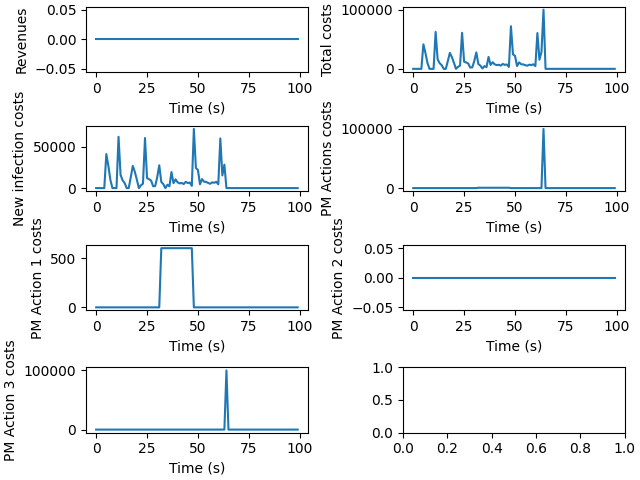 Revenues
0.05
0.00
−0.05
0 25 50 75 100
Time (s)
Total costs
100000
0
0 25 50 75 100
Time (s)
New infection costs
50000
0
0 25 50 75 100
Time (s)
PM Actions costs
100000
0
0 25 50 75 100
Time (s)
PM Action 1 costs
500
0
0 25 50 75 100
Time (s)
PM Action 2 costs
0.05
0.00
−0.05
0 25 50 75 100
Time (s)
PM Action 3 costs
100000
0
0 25 50 75 100
Time (s)
1.0
0.5
0.0
0.0 0.2 0.4 0.6 0.8 1.0